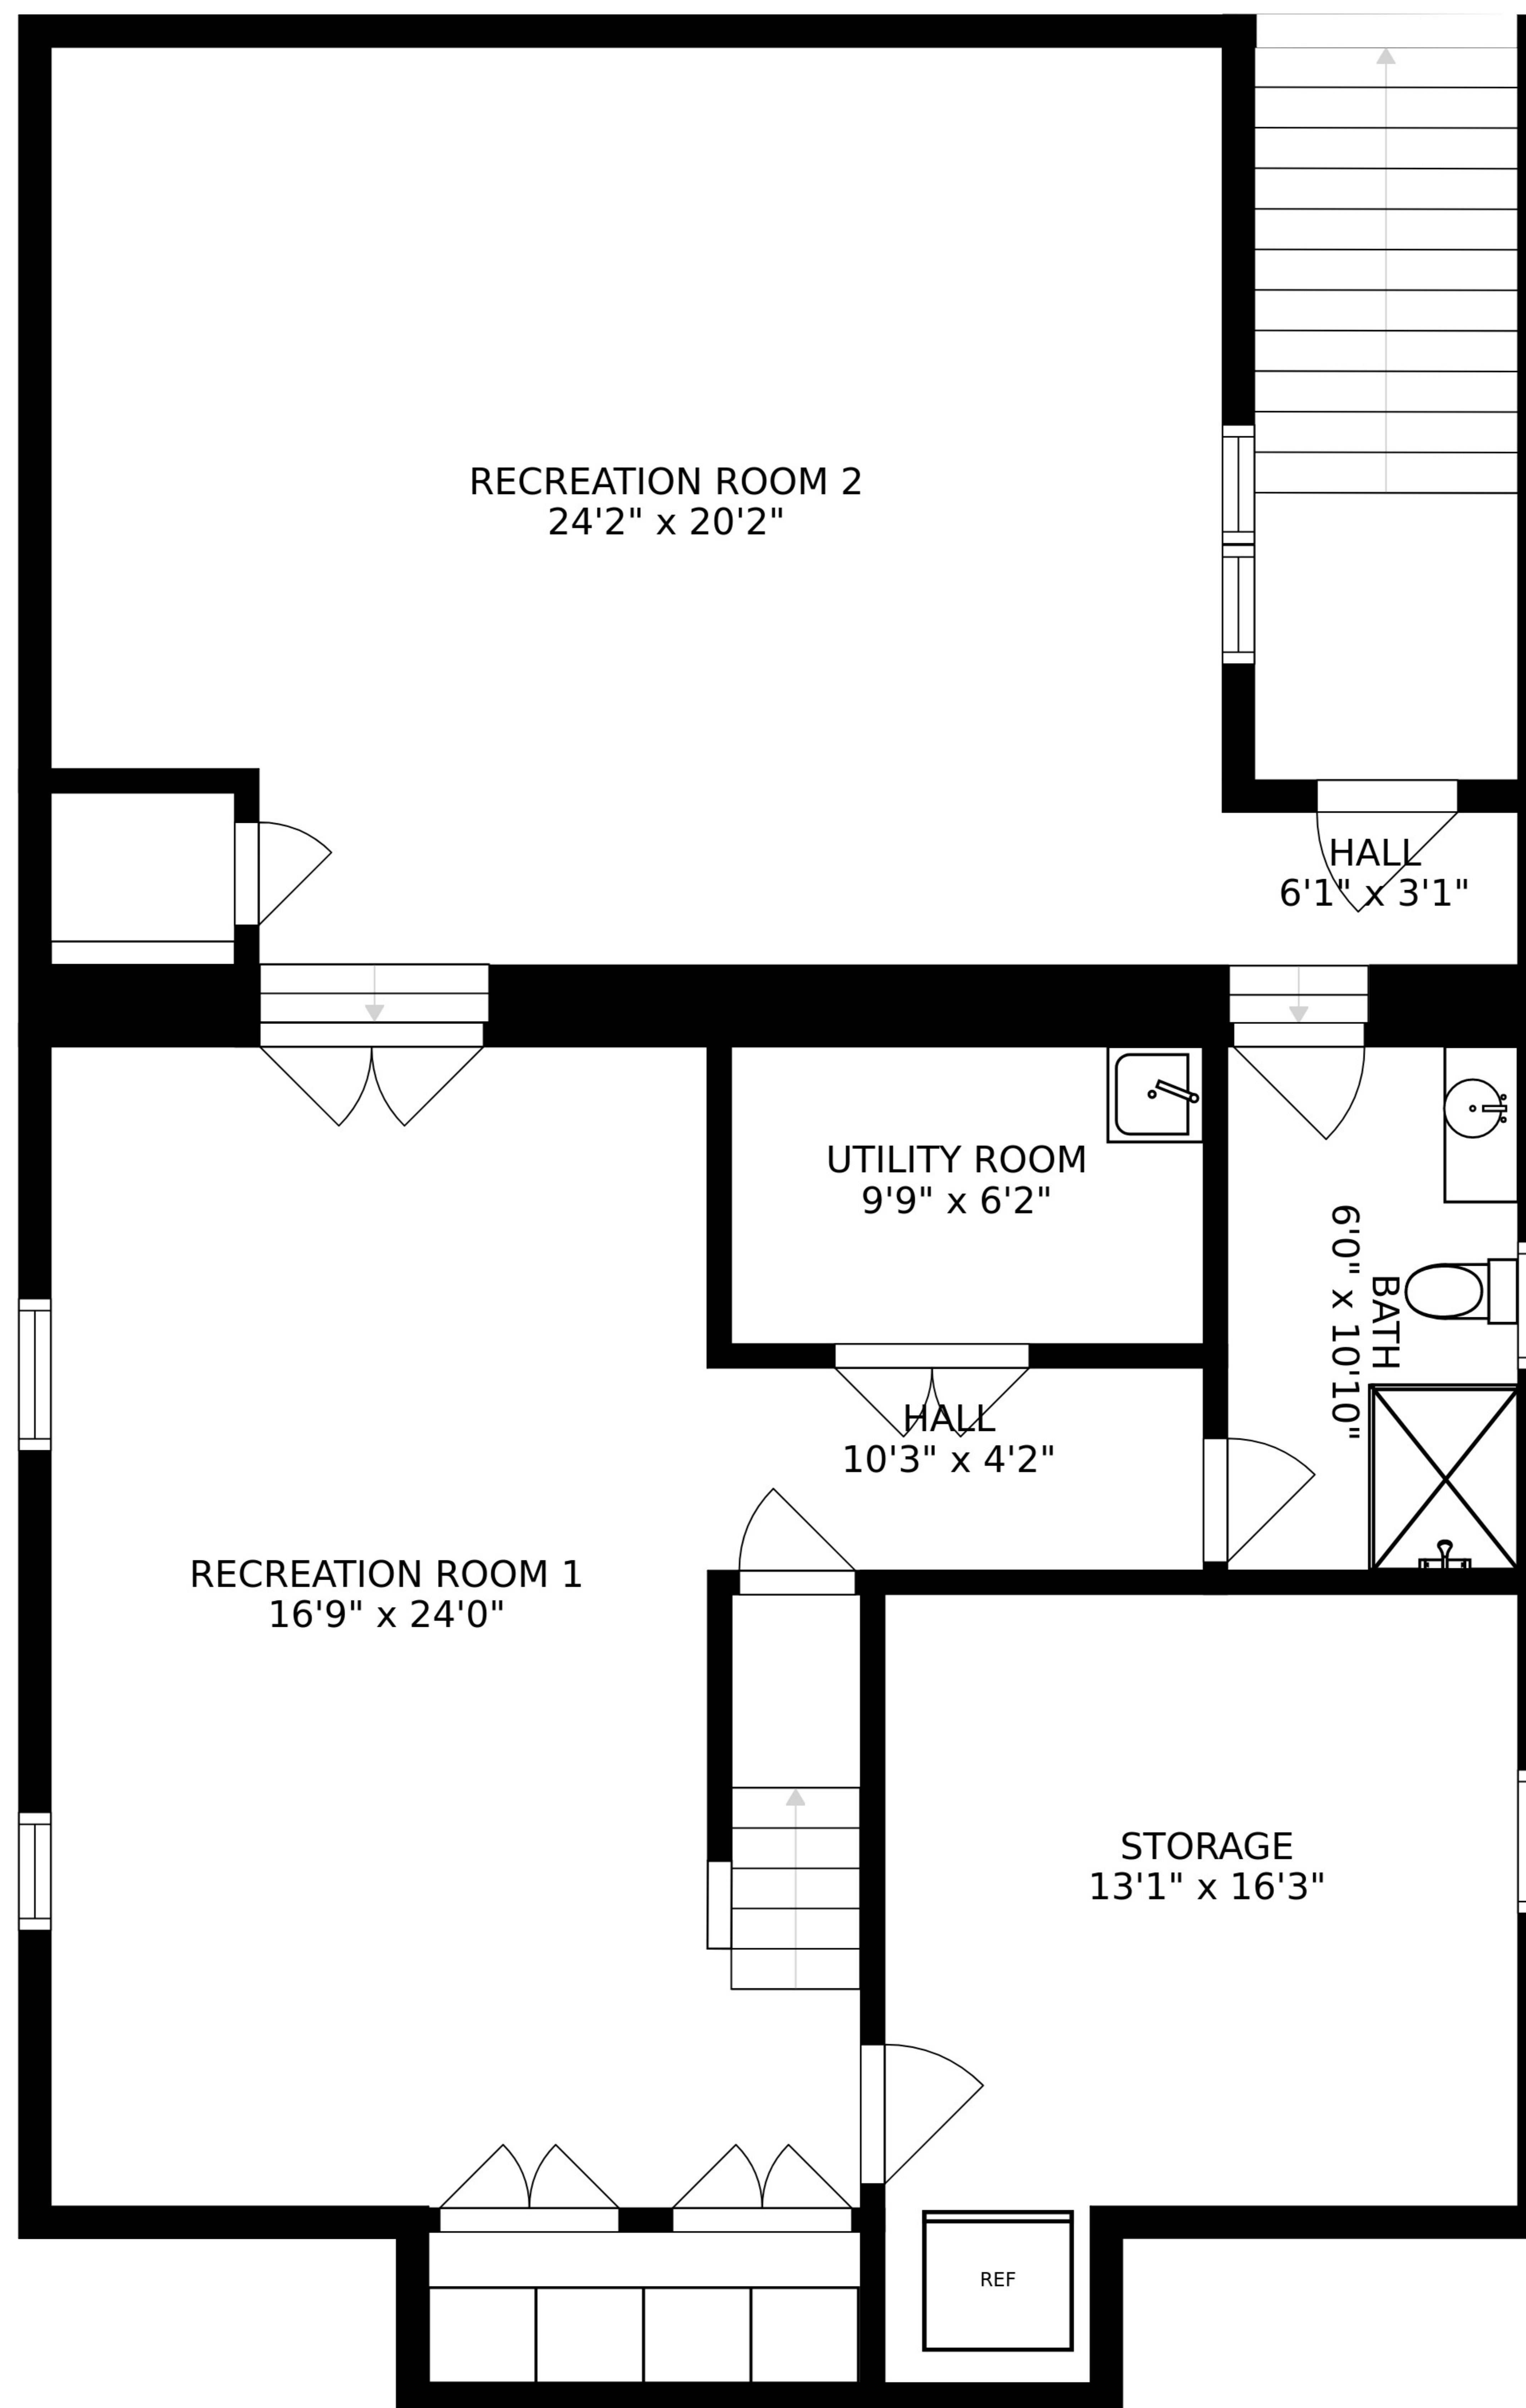 RECREATION ROOM 2
24'2" x 20'2"
HALL
6'1" x 3'1"
UTILITY ROOM
9'9" x 6'2"
BATH
6'0" x 10'10"
HALL
10'3" x 4'2"
RECREATION ROOM 1
16'9" x 24'0"
STORAGE
13'1" x 16'3"
REF